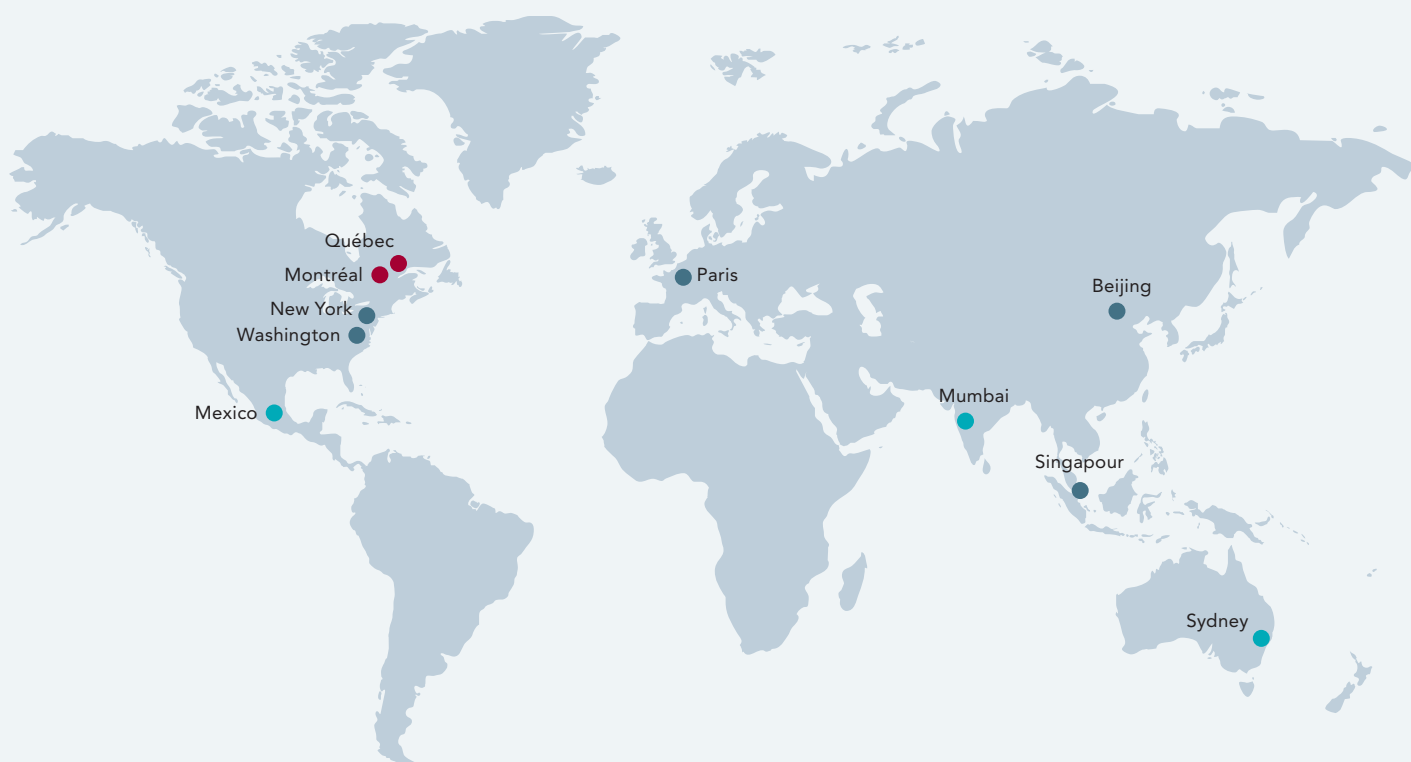 Québec
Montréal
New York
Washington
Mexico
Paris
Beijing
Mumbai
Singapour
Sydney